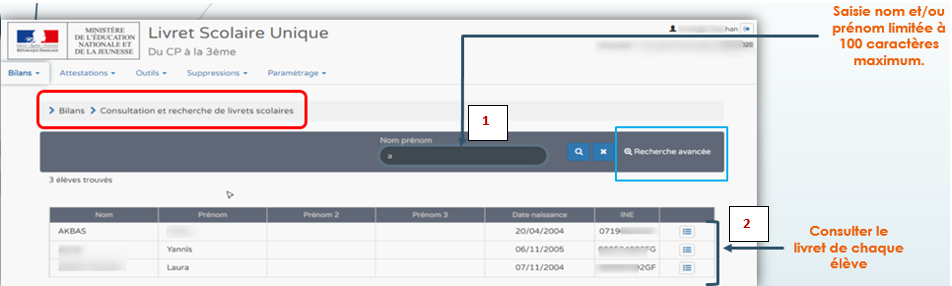 Saisie nom et/ou
prénom limitée à
100 caractères
maximum.
MINISTÈRE
DE L'ÉDUCATION
NATIONALE ET
DE LA JEUNESSE
Livret Scolaire Unique
Du CP à la 3ème
han
Bilans Attestations Outils Suppressions Paramétrage
Bilans Consultation et recherche de livrets scolaires
1
Nom prénom
a
Recherche avancée
3 élèves trouvés
Nom Prénom Prénom 2 Prénom 3 Date naissance INE
AKBAS 20/04/2004 0719
Yannis 06/11/2005
Laura 07/11/2004 92GF
2
Consulter le
livret de chaque
élève